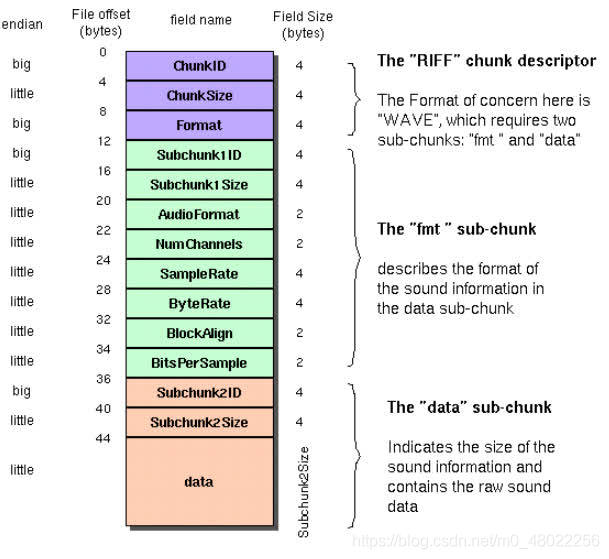 endian
File offset
(bytes)
field name
Field Size
(bytes)
0
big
ChunkID
4
4
little
ChunkSize
4
8
big
Format
4
12
The "RIFF" chunk descriptor
The Format of concern here is
"WAVE", which requires two
sub-chunks: "fmt " and "data"
big
Subchunk1ID
4
16
little
Subchunk1Size
4
20
little
AudioFormat
2
22
little
NumChannels
2
24
little
SampleRate
4
28
little
ByteRate
4
32
little
BlockAlign
2
34
little
BitsPerSample
2
36
The "fmt " sub-chunk
describes the format of
the sound information in
the data sub-chunk
big
Subchunk2ID
4
40
little
Subchunk2Size
4
44
little
data
Subchunk2Size
The "data" sub-chunk
Indicates the size of the
sound information and
contains the raw sound
data
https://blog.csdn.net/m0_48022256